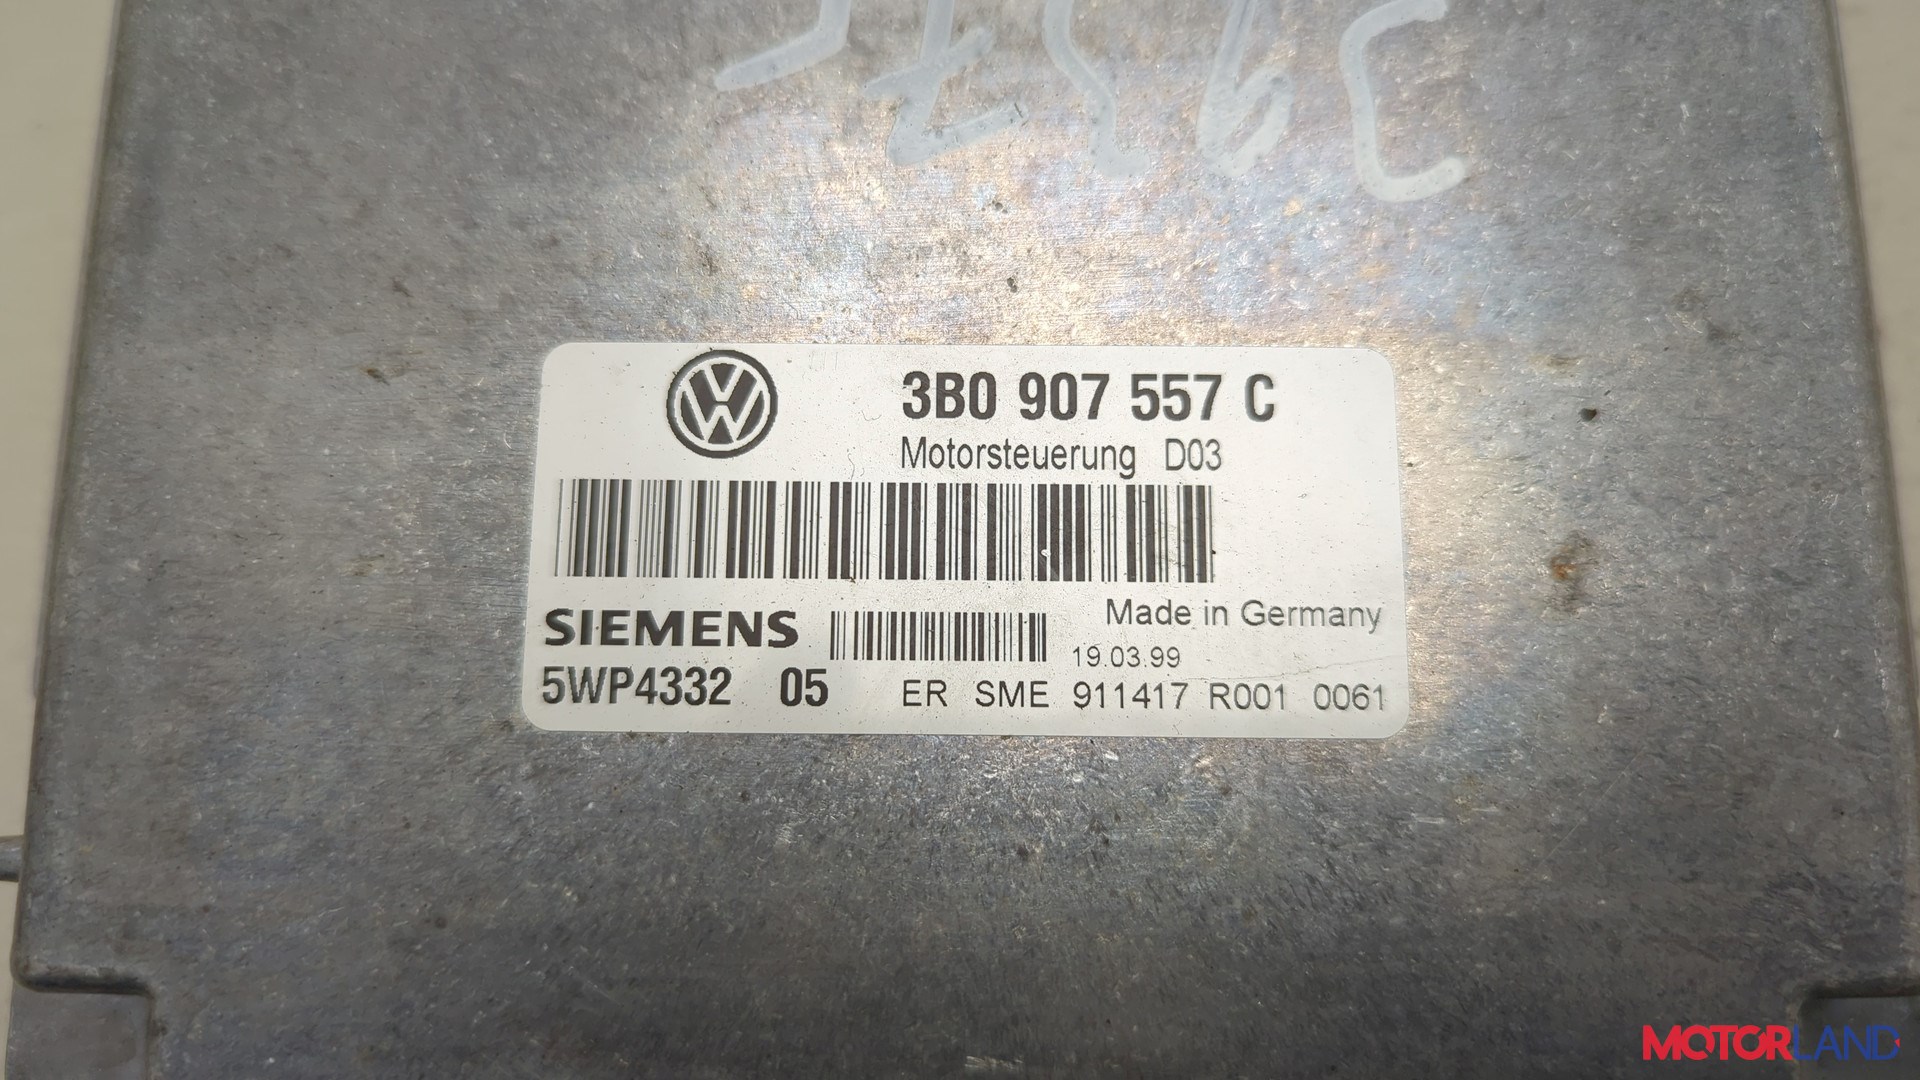 3B0 907 557 C
Motorsteuerung D03
SIEMENS
Made in Germany
19.03.99
5WP4332 05 ER SME 911417 R001 0061
MOTORLAND